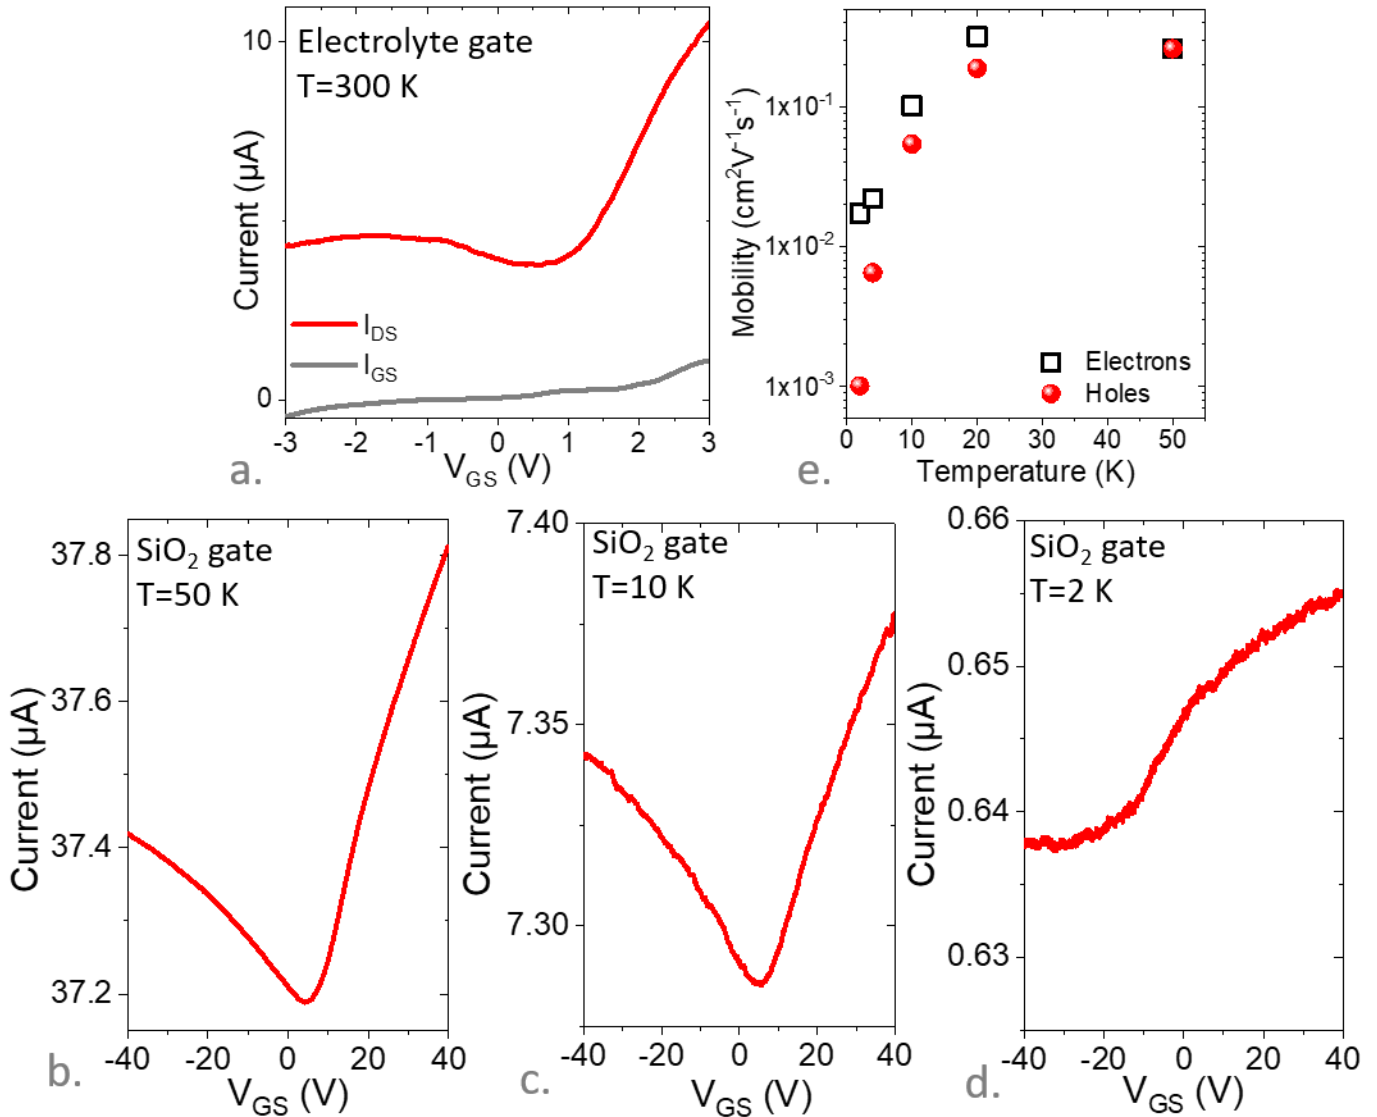 Electrolyte gate
T=300 K
10
0
Current (µA)
I_DS
I_GS
-3 -2 -1 0 1 2 3
V_GS (V)
a.
1x10⁻¹
1x10⁻²
1x10⁻³
Mobility (cm²V⁻¹s⁻¹)
Electrons
Holes
0 10 20 30 40 50
Temperature (K)
e.
SiO₂ gate
T=50 K
37.8
37.6
37.4
37.2
Current (µA)
-40 -20 0 20 40
V_GS (V)
b.
SiO₂ gate
T=10 K
7.40
7.35
7.30
Current (µA)
-40 -20 0 20 40
V_GS (V)
c.
SiO₂ gate
T=2 K
0.66
0.65
0.64
0.63
Current (µA)
-40 -20 0 20 40
V_GS (V)
d.